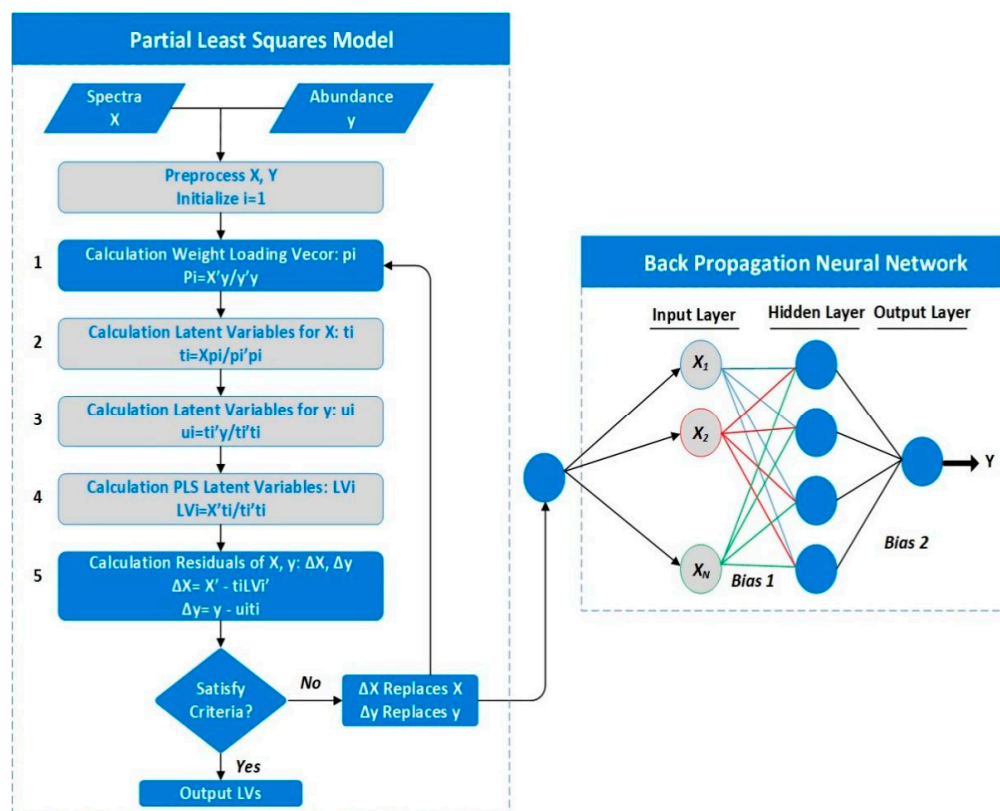 Partial Least Squares Model
Spectra
X
Abundance
y
Preprocess X, Y
Initialize i=1
1
Calculation Weight Loading Vecor: pi
Pi=X'y/y'y
2
Calculation Latent Variables for X: ti
ti=Xpi/pi'pi
3
Calculation Latent Variables for y: ui
ui=ti'y/ti'ti
4
Calculation PLS Latent Variables: LVi
LVi=X'ti/ti'ti
5
Calculation Residuals of X, y: ΔX, Δy
ΔX= X' - tiLVi'
Δy= y - uiti
Satisfy
Criteria?
No
ΔX Replaces X
Δy Replaces y
Yes
Output LVs
Back Propagation Neural Network
Input Layer
Hidden Layer
Output Layer
X1
X2
XN
Bias 1
Bias 2
Y